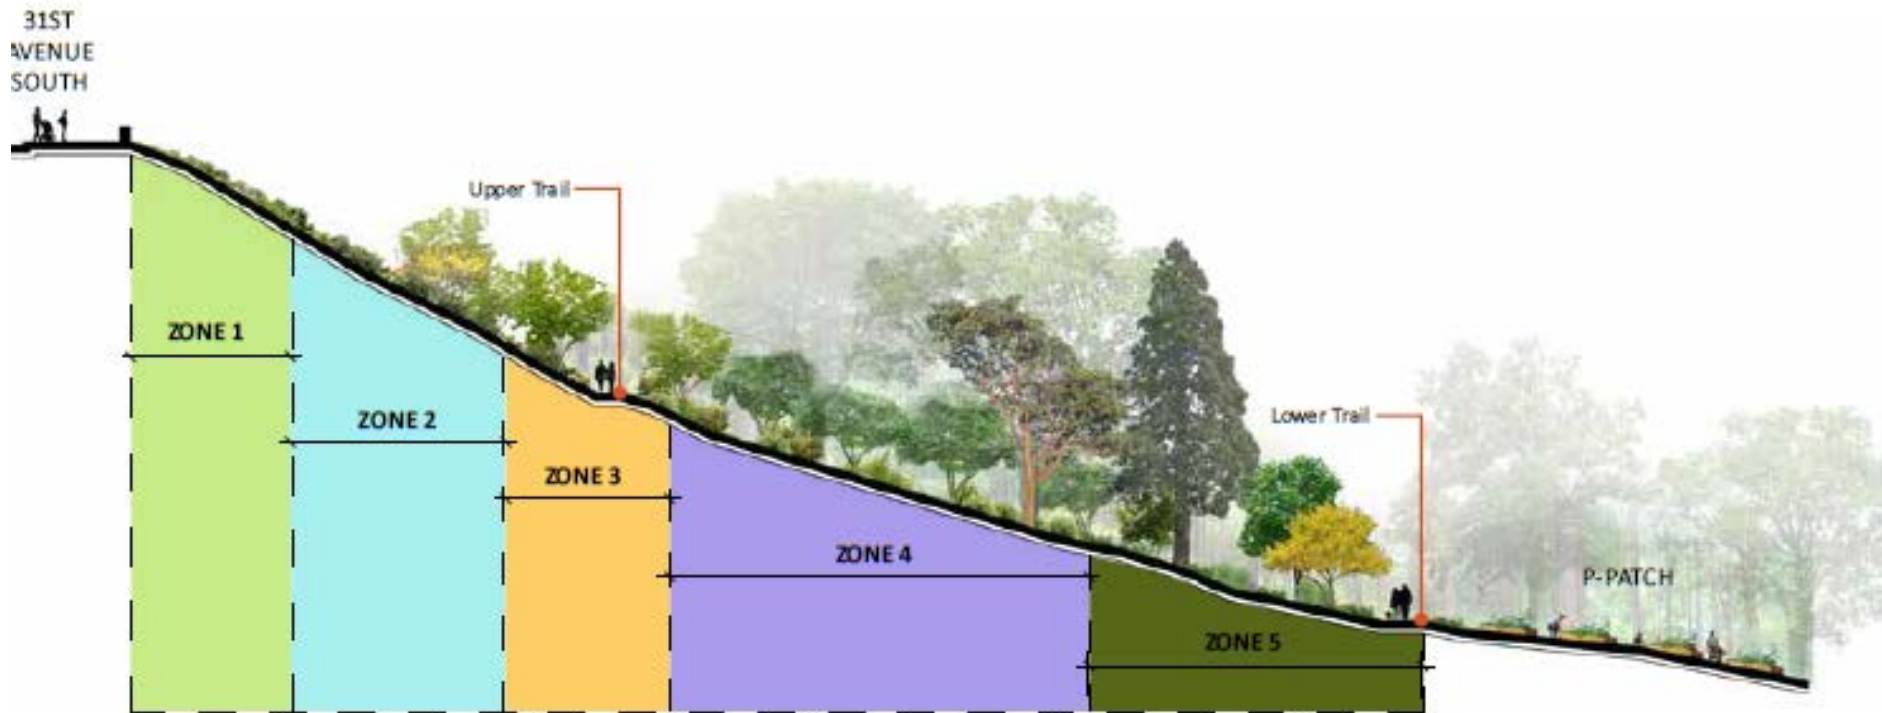 31ST
AVENUE
SOUTH
Upper Trail
ZONE 1
ZONE 2
Lower Trail
ZONE 3
ZONE 4
P-PATCH
ZONE 5